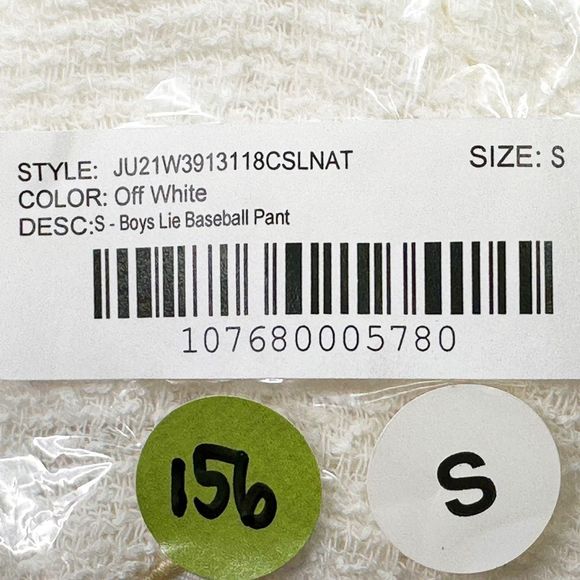 STYLE: JU21W3913118CSLNAT SIZE: S
COLOR: Off White
DESC:S - Boys Lie Baseball Pant
107680005780
156 S